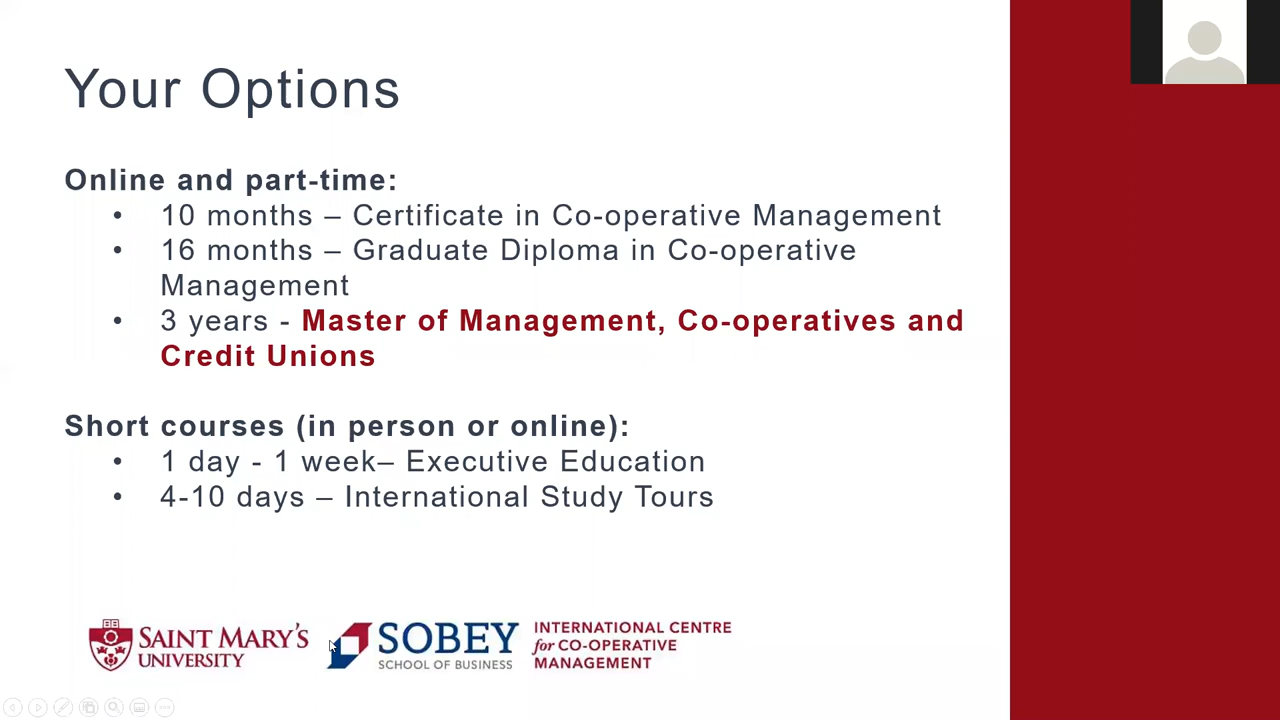 Your Options
Online and part-time:
• 10 months – Certificate in Co-operative Management
• 16 months – Graduate Diploma in Co-operative
Management
• 3 years - Master of Management, Co-operatives and
Credit Unions
Short courses (in person or online):
• 1 day - 1 week– Executive Education
• 4-10 days – International Study Tours
SAINT MARY'S
UNIVERSITY
SOBEY
SCHOOL OF BUSINESS
INTERNATIONAL CENTRE
for CO-OPERATIVE
MANAGEMENT